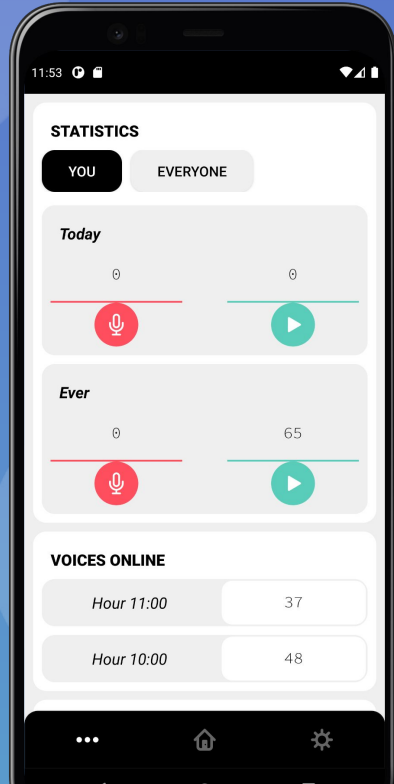 11:53
STATISTICS
YOU EVERYONE
Today
0 0
Ever
0 65
VOICES ONLINE
Hour 11:00 37
Hour 10:00 48